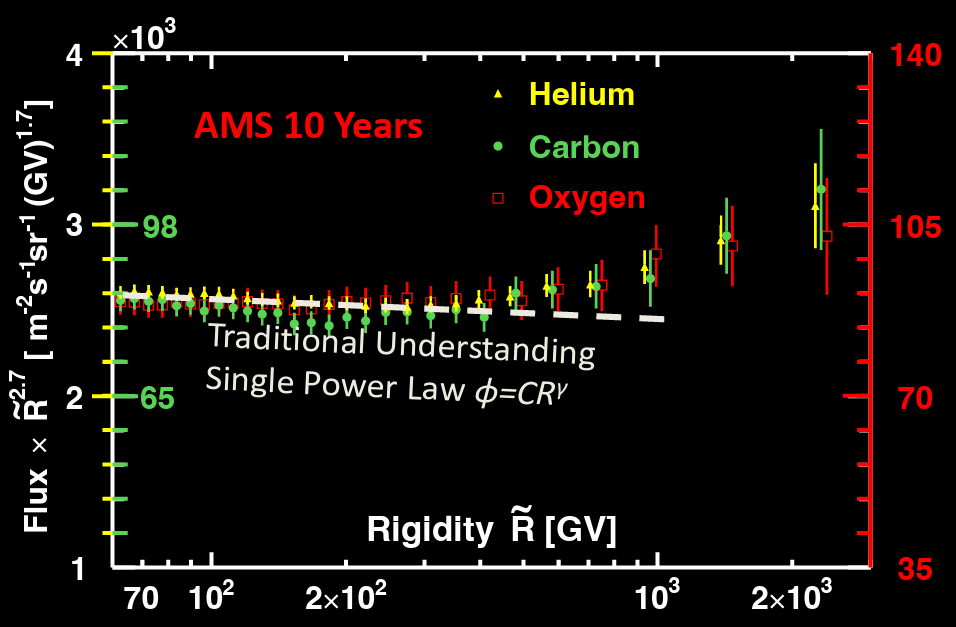 ×10³
4
140
Helium
AMS 10 Years
Carbon
Oxygen
3
98
105
Flux × R̃^2.7 [ m⁻²s⁻¹sr⁻¹(GV)^1.7]
Traditional Understanding
Single Power Law ϕ=CRᵞ
2
65
70
Rigidity R̃ [GV]
1
35
70
10²
2×10²
10³
2×10³